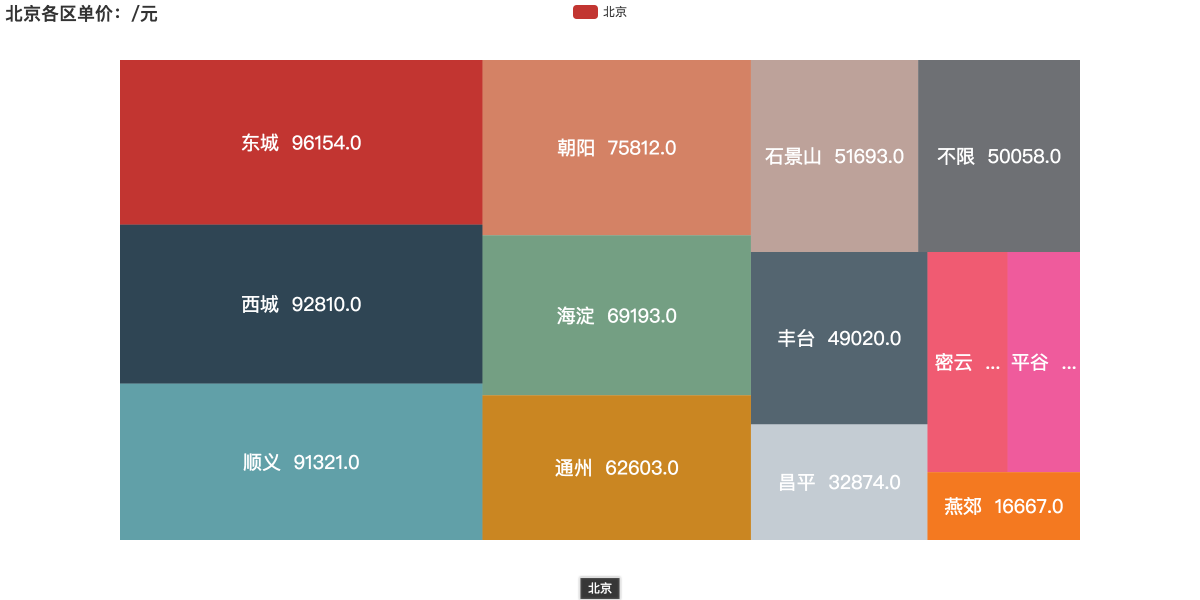 北京各区单价：/元
北京
东城 96154.0
西城 92810.0
顺义 91321.0
朝阳 75812.0
海淀 69193.0
通州 62603.0
石景山 51693.0
不限 50058.0
丰台 49020.0
昌平 32874.0
密云 ...
平谷 ...
燕郊 16667.0
北京